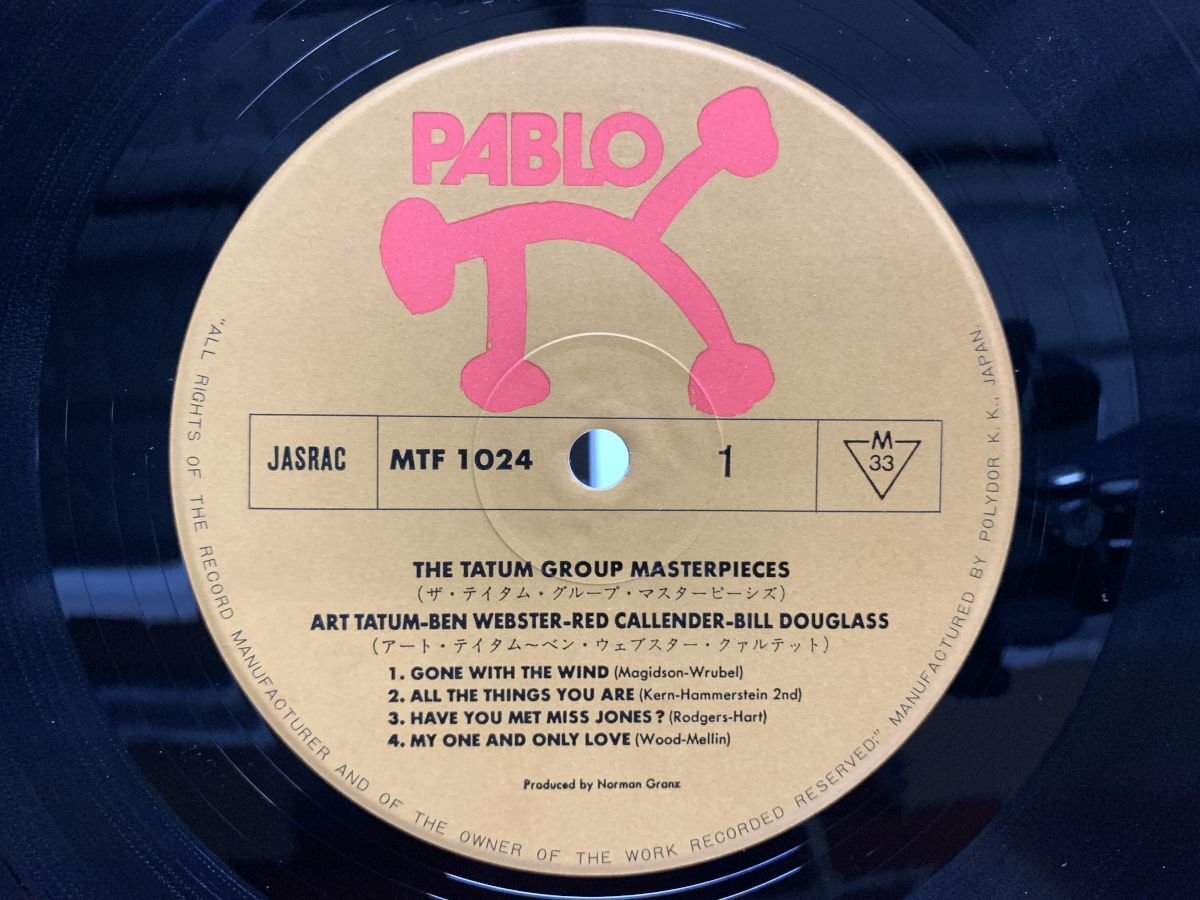 PABLO
JASRAC
MTF 1024
1
M
33
THE TATUM GROUP MASTERPIECES
(ザ・テイタム・グループ・マスターピーシズ)
ART TATUM-BEN WEBSTER-RED CALLENDER-BILL DOUGLASS
(アート・テイタム～ベン・ウェブスター・クァルテット)
1. GONE WITH THE WIND (Magidson-Wrubel)
2. ALL THE THINGS YOU ARE (Kern-Hammerstein 2nd)
3. HAVE YOU MET MISS JONES? (Rodgers-Hart)
4. MY ONE AND ONLY LOVE (Wood-Mellin)
Produced by Norman Granz
"ALL RIGHTS OF THE RECORD MANUFACTURER AND OF THE OWNER OF THE WORK RECORDED RESERVED;" MANUFACTURED BY POLYDOR K. K., JAPAN.